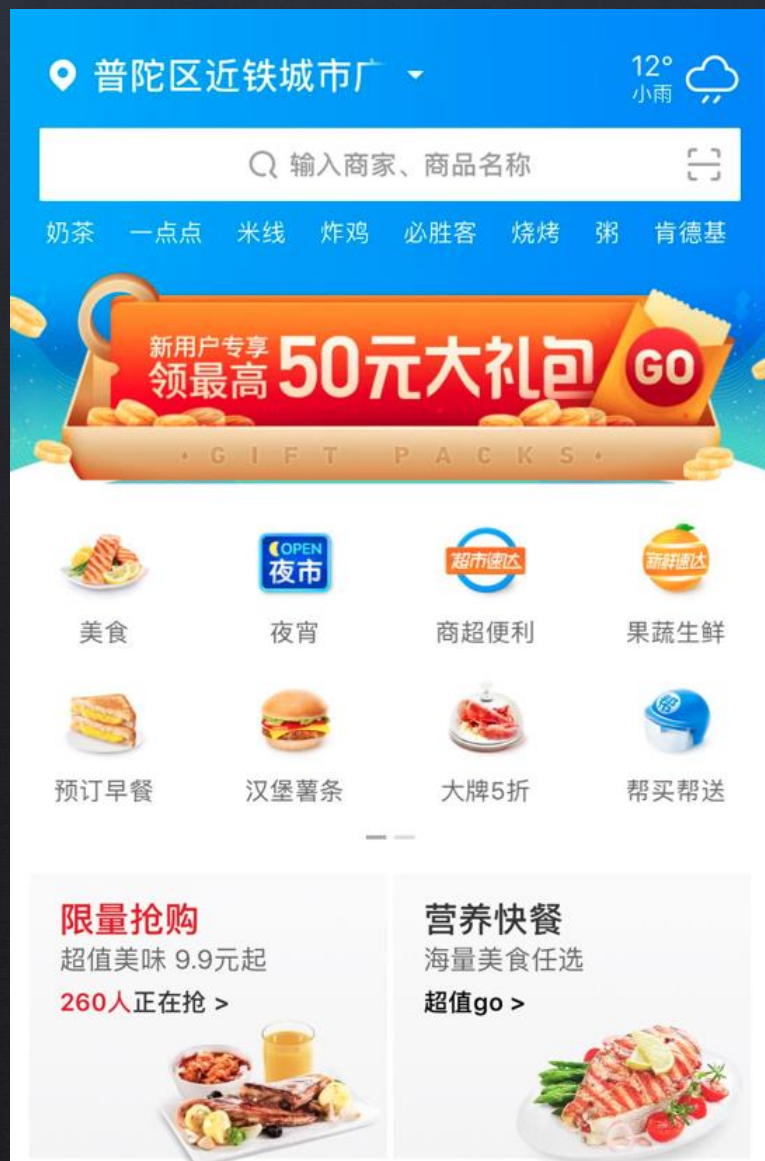 普陀区近铁城市广
12°
小雨
输入商家、商品名称
奶茶 一点点 米线 炸鸡 必胜客 烧烤 粥 肯德基
新用户专享
领最高 50元大礼包 GO
GIFT PACKS
OPEN
夜市
超市速达
新鲜速达
美食 夜宵 商超便利 果蔬生鲜
帮
预订早餐 汉堡薯条 大牌5折 帮买帮送
限量抢购
超值美味 9.9元起
260人正在抢 >
营养快餐
海量美食任选
超值go >